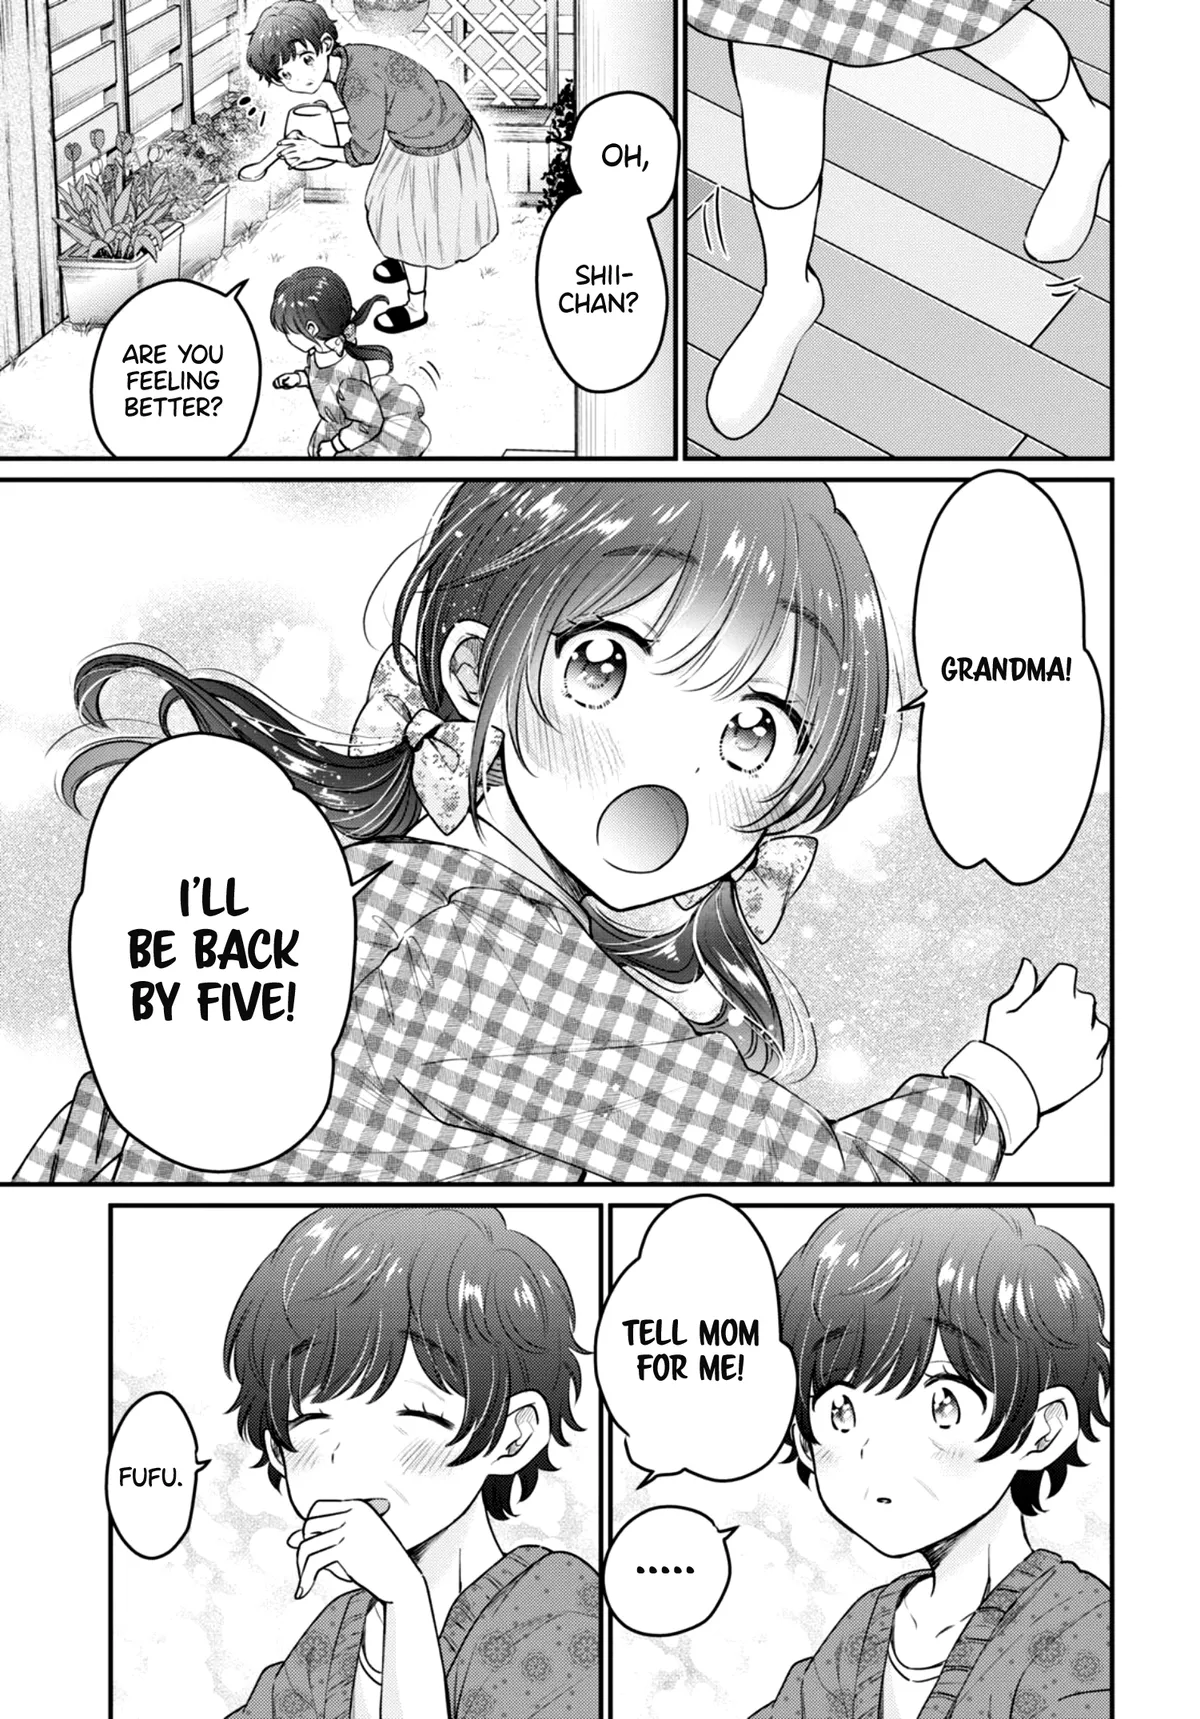 OH,
SHII-
CHAN?
ARE YOU
FEELING
BETTER?
GRANDMA!
I'LL
BE BACK
BY FIVE!
TELL MOM
FOR ME!
.....
FUFU.